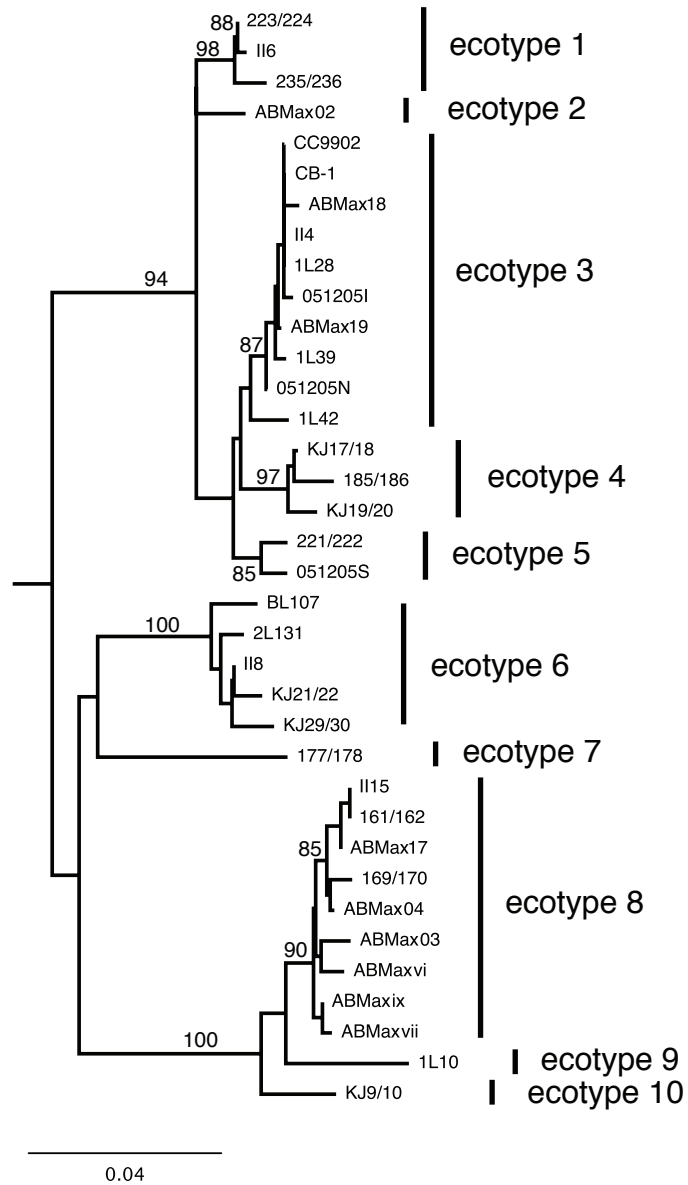 88 223/224
II6
98
235/236
ecotype 1
ABMax02
ecotype 2
CC9902
CB-1
ABMax18
II4
1L28
ecotype 3
94
051205I
ABMax19
87
1L39
051205N
1L42
KJ17/18
97
185/186
ecotype 4
KJ19/20
221/222
ecotype 5
85
051205S
BL107
100
2L131
II8
ecotype 6
KJ21/22
KJ29/30
177/178
ecotype 7
II15
161/162
85
ABMax17
169/170
ecotype 8
ABMax04
90
ABMax03
ABMaxvi
ABMaxix
ABMaxvii
100
1L10
ecotype 9
KJ9/10
ecotype 10
0.04